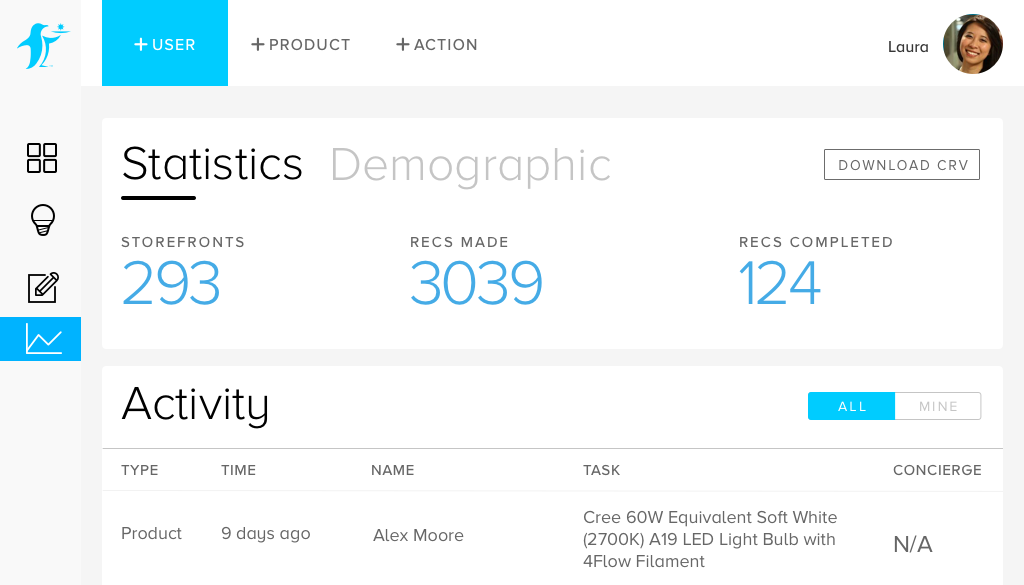 + USER + PRODUCT + ACTION Laura
Statistics Demographic DOWNLOAD CRV
STOREFRONTS RECS MADE RECS COMPLETED
293 3039 124
Activity ALL MINE
TYPE TIME NAME TASK CONCIERGE
Product 9 days ago Alex Moore Cree 60W Equivalent Soft White
(2700K) A19 LED Light Bulb with
4Flow Filament
N/A